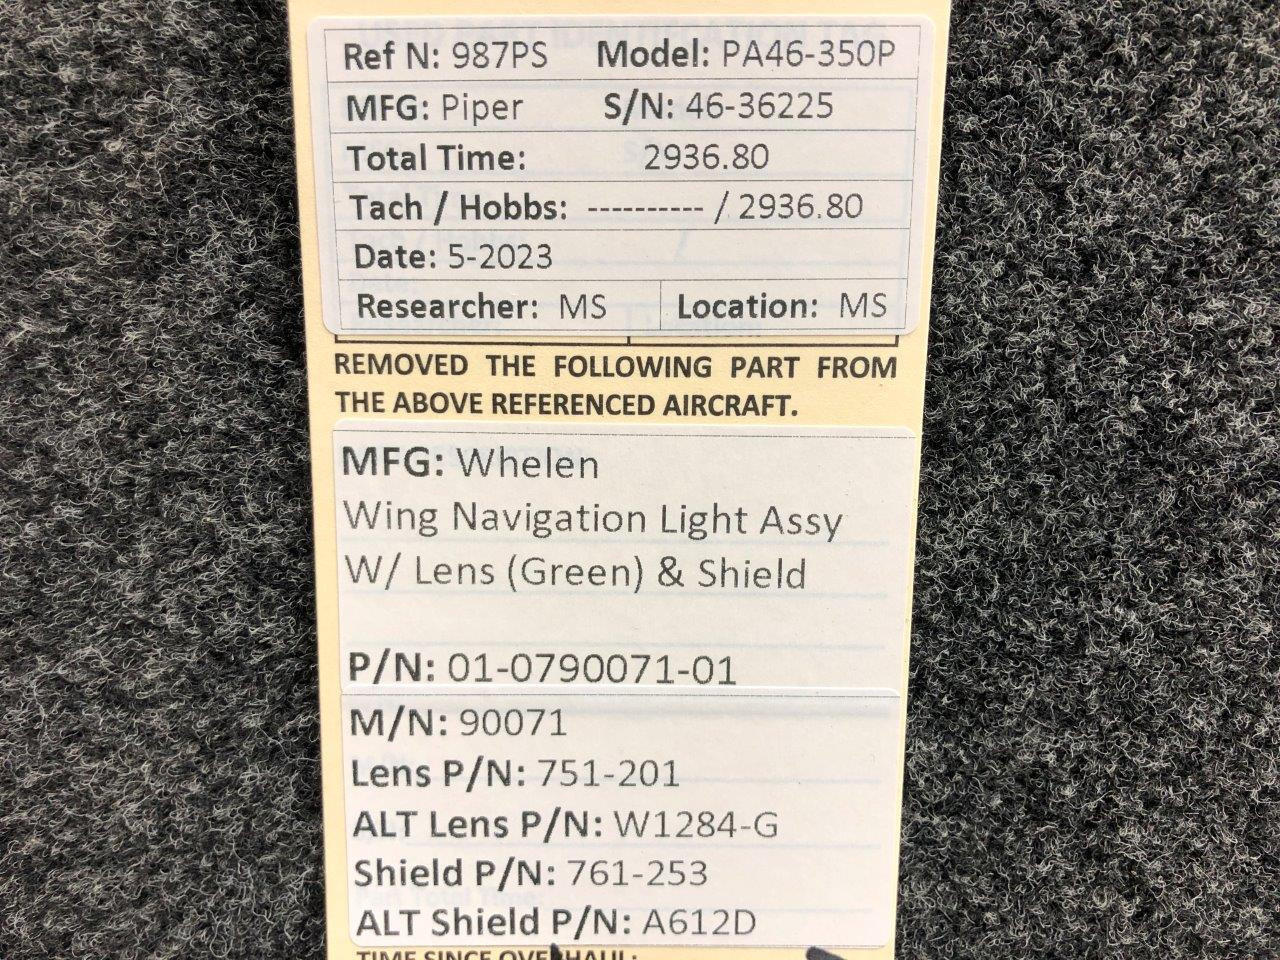 Ref N: 987PS Model: PA46-350P
MFG: Piper S/N: 46-36225
Total Time: 2936.80
Tach / Hobbs: ---------- / 2936.80
Date: 5-2023
Researcher: MS Location: MS
REMOVED THE FOLLOWING PART FROM
THE ABOVE REFERENCED AIRCRAFT.
MFG: Whelen
Wing Navigation Light Assy
W/ Lens (Green) & Shield
P/N: 01-0790071-01
M/N: 90071
Lens P/N: 751-201
ALT Lens P/N: W1284-G
Shield P/N: 761-253
ALT Shield P/N: A612D
TIME SINCE OVERHAUL: